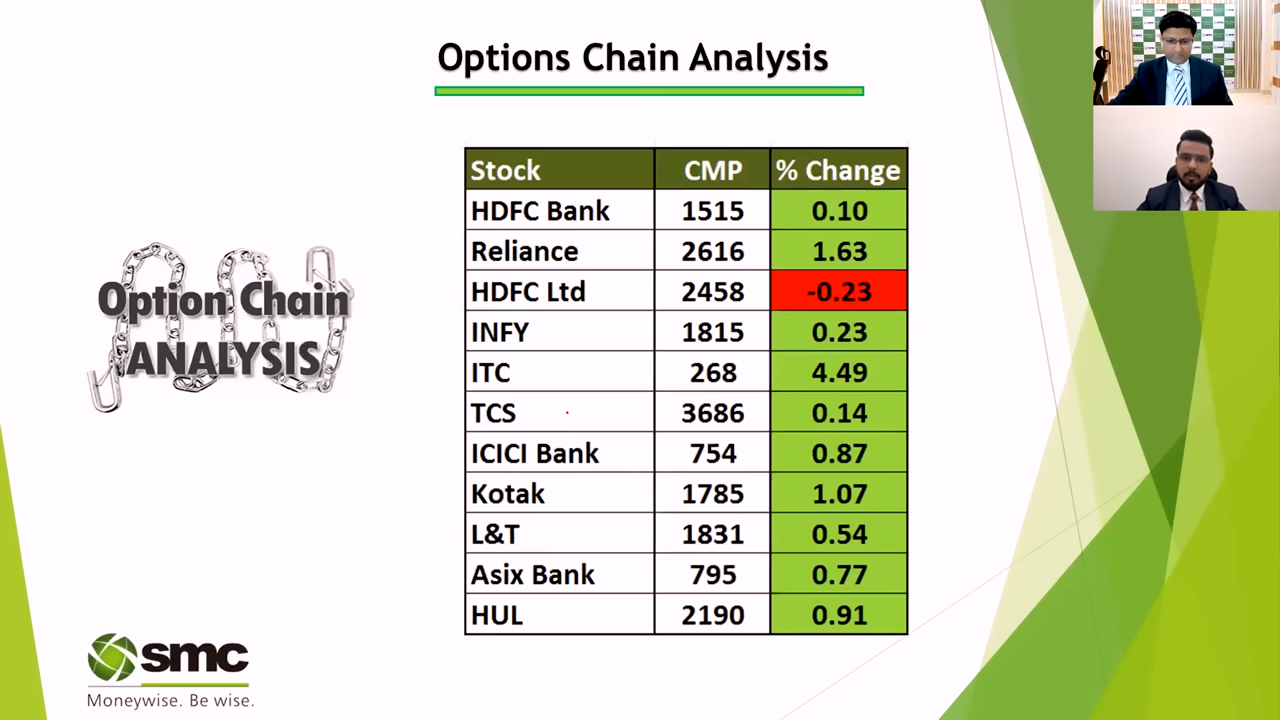 Options Chain Analysis
Option Chain
ANALYSIS
Stock CMP % Change
HDFC Bank 1515 0.10
Reliance 2616 1.63
HDFC Ltd 2458 -0.23
INFY 1815 0.23
ITC 268 4.49
TCS 3686 0.14
ICICI Bank 754 0.87
Kotak 1785 1.07
L&T 1831 0.54
Asix Bank 795 0.77
HUL 2190 0.91
smc
Moneywise. Be wise.